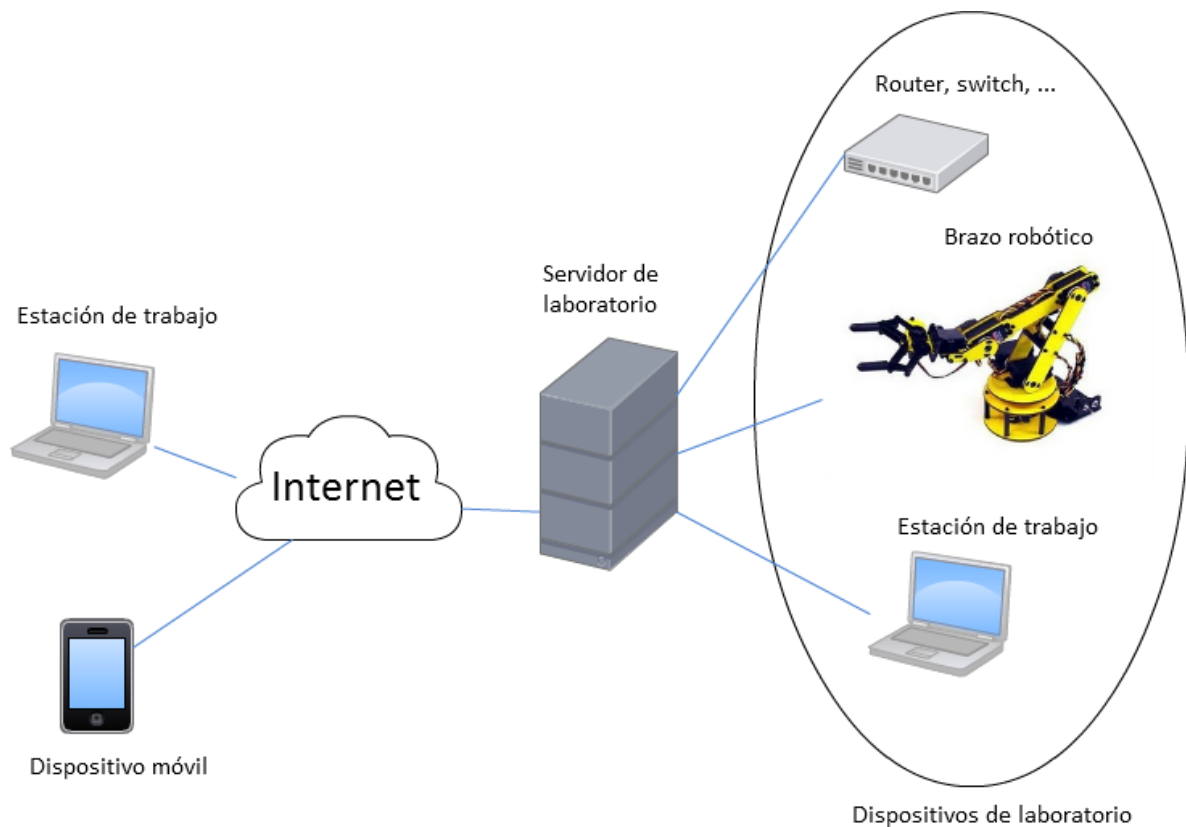 Router, switch, ...
Brazo robótico
Servidor de
laboratorio
Estación de trabajo
Internet
Estación de trabajo
Dispositivo móvil
Dispositivos de laboratorio